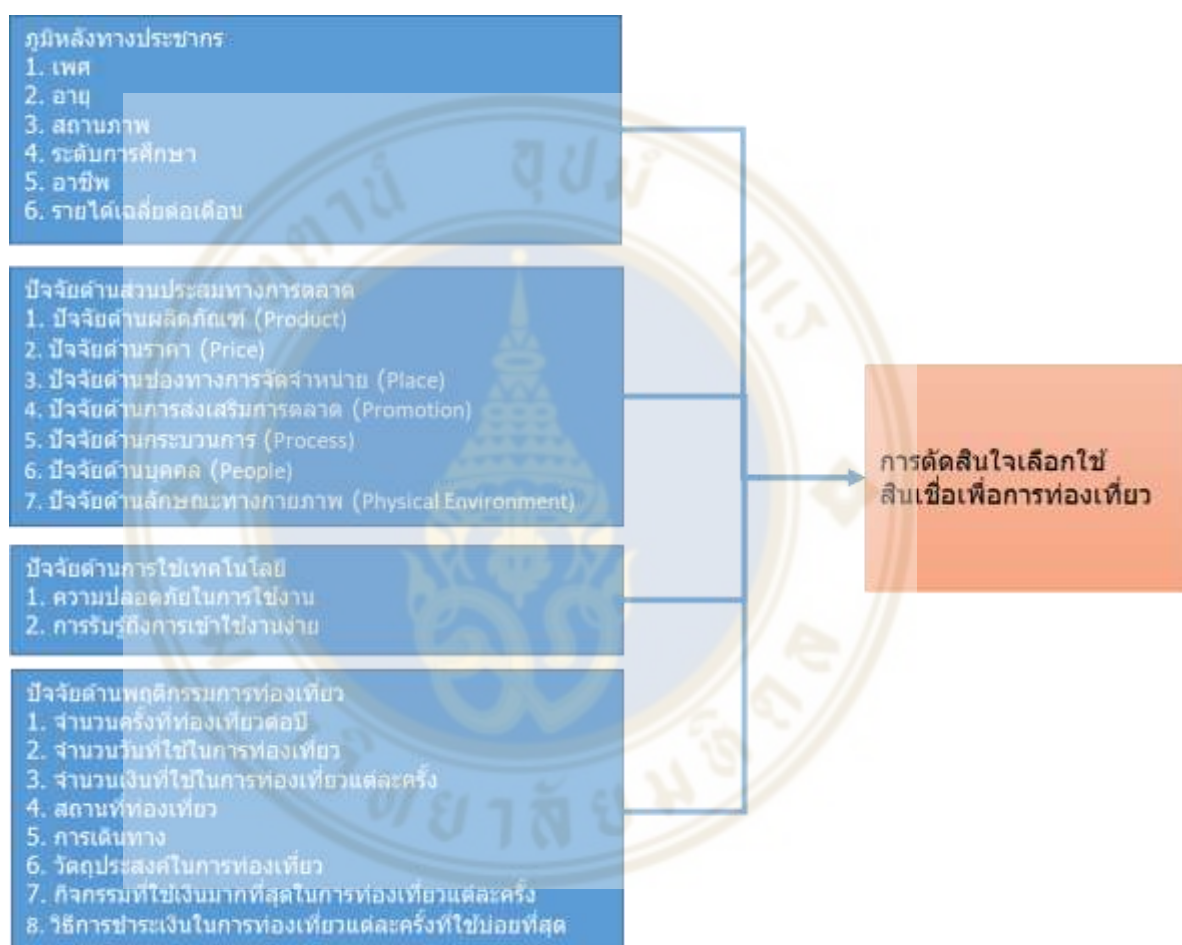 ภูมิหลังทางประชากร
1. เพศ
2. อายุ
3. สถานภาพ
4. ระดับการศึกษา
5. อาชีพ
6. รายได้เฉลี่ยต่อเดือน
ปัจจัยด้านส่วนประสมทางการตลาด
1. ปัจจัยด้านผลิตภัณฑ์ (Product)
2. ปัจจัยด้านราคา (Price)
3. ปัจจัยด้านช่องทางการจัดจำหน่าย (Place)
4. ปัจจัยด้านการส่งเสริมการตลาด (Promotion)
5. ปัจจัยด้านกระบวนการ (Process)
6. ปัจจัยด้านบุคคล (People)
7. ปัจจัยด้านลักษณะทางกายภาพ (Physical Environment)
ปัจจัยด้านการใช้เทคโนโลยี
1. ความปลอดภัยในการใช้งาน
2. การรับรู้ถึงการเข้าใช้งานง่าย
ปัจจัยด้านพฤติกรรมการท่องเที่ยว
1. จำนวนครั้งที่ท่องเที่ยวต่อปี
2. จำนวนวันที่ใช้ในการท่องเที่ยว
3. จำนวนเงินที่ใช้ในการท่องเที่ยวแต่ละครั้ง
4. สถานที่ท่องเที่ยว
5. การเดินทาง
6. วัตถุประสงค์ในการท่องเที่ยว
7. กิจกรรมที่ใช้เงินมากที่สุดในการท่องเที่ยวแต่ละครั้ง
8. วิธีการชำระเงินในการท่องเที่ยวแต่ละครั้งที่ใช้บ่อยที่สุด
การตัดสินใจเลือกใช้
สินเชื่อเพื่อการท่องเที่ยว